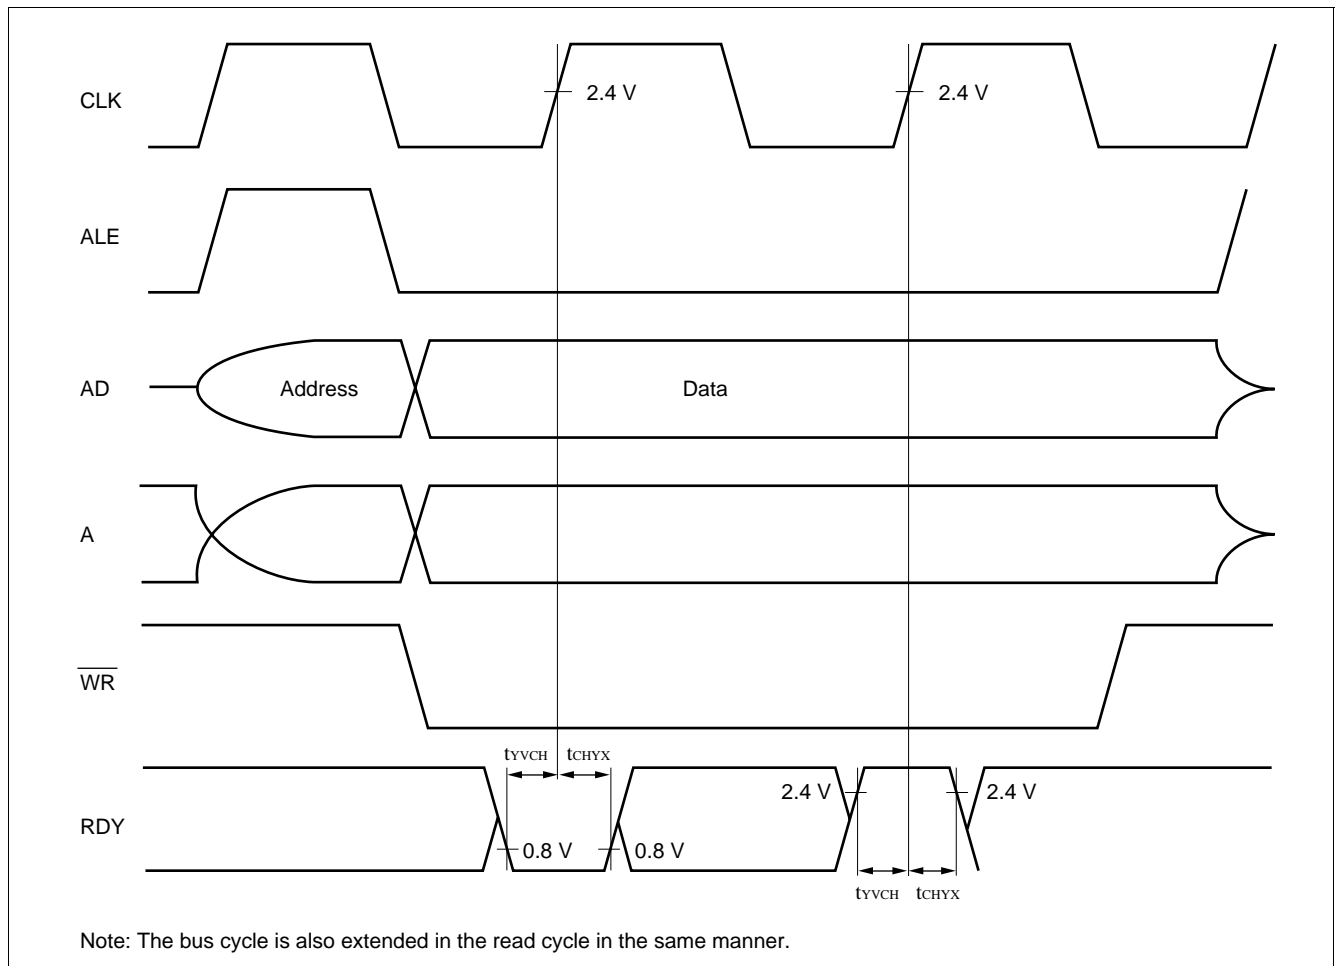 CLK
2.4 V
2.4 V
ALE
AD
Address
Data
A
WR
tYVCH
tCHYX
RDY
0.8 V
0.8 V
2.4 V
2.4 V
tYVCH
tCHYX
Note: The bus cycle is also extended in the read cycle in the same manner.